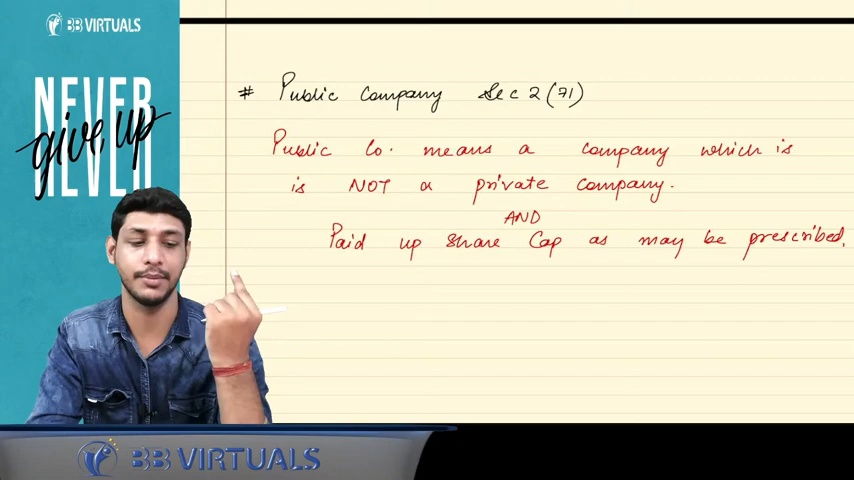 BB VIRTUALS
NEVER
give up
NEVER
# Public Company Sec 2(71)
Public Co. means a company which is
is NOT a private company.
AND
Paid up share Cap as may be prescribed.
BB VIRTUALS